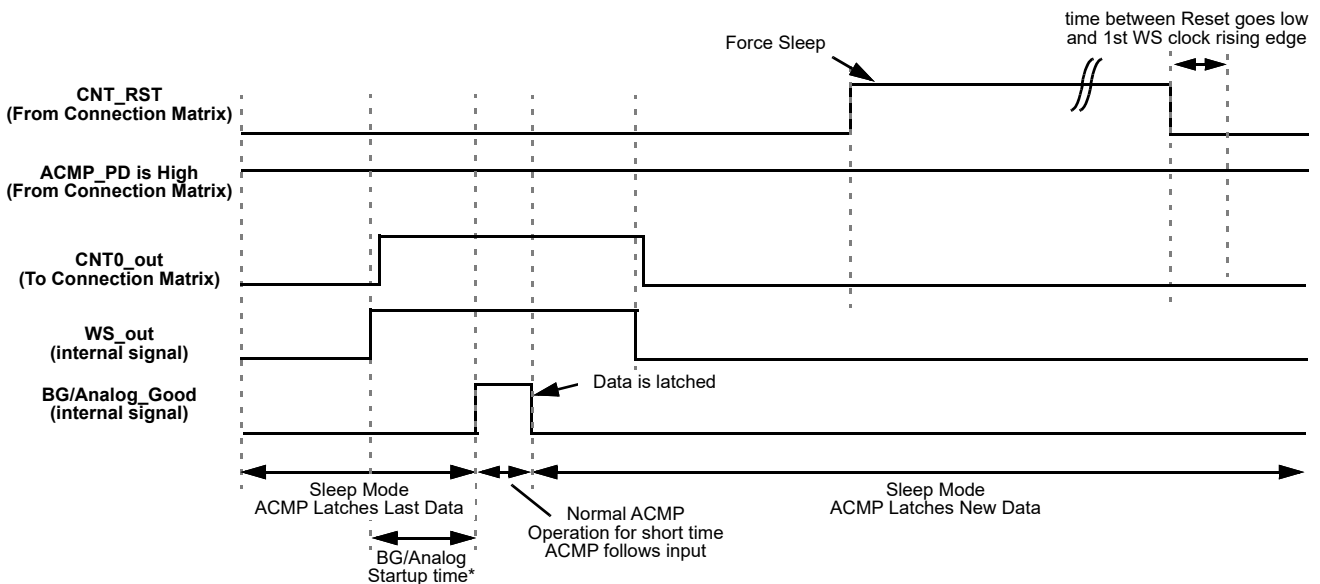 time between Reset goes low
and 1st WS clock rising edge
Force Sleep
CNT_RST
(From Connection Matrix)
ACMP_PD is High
(From Connection Matrix)
CNT0_out
(To Connection Matrix)
WS_out
(internal signal)
BG/Analog_Good
(internal signal)
Data is latched
Sleep Mode
ACMP Latches Last Data
Normal ACMP
Operation for short time
ACMP follows input
Sleep Mode
ACMP Latches New Data
BG/Analog
Startup time*